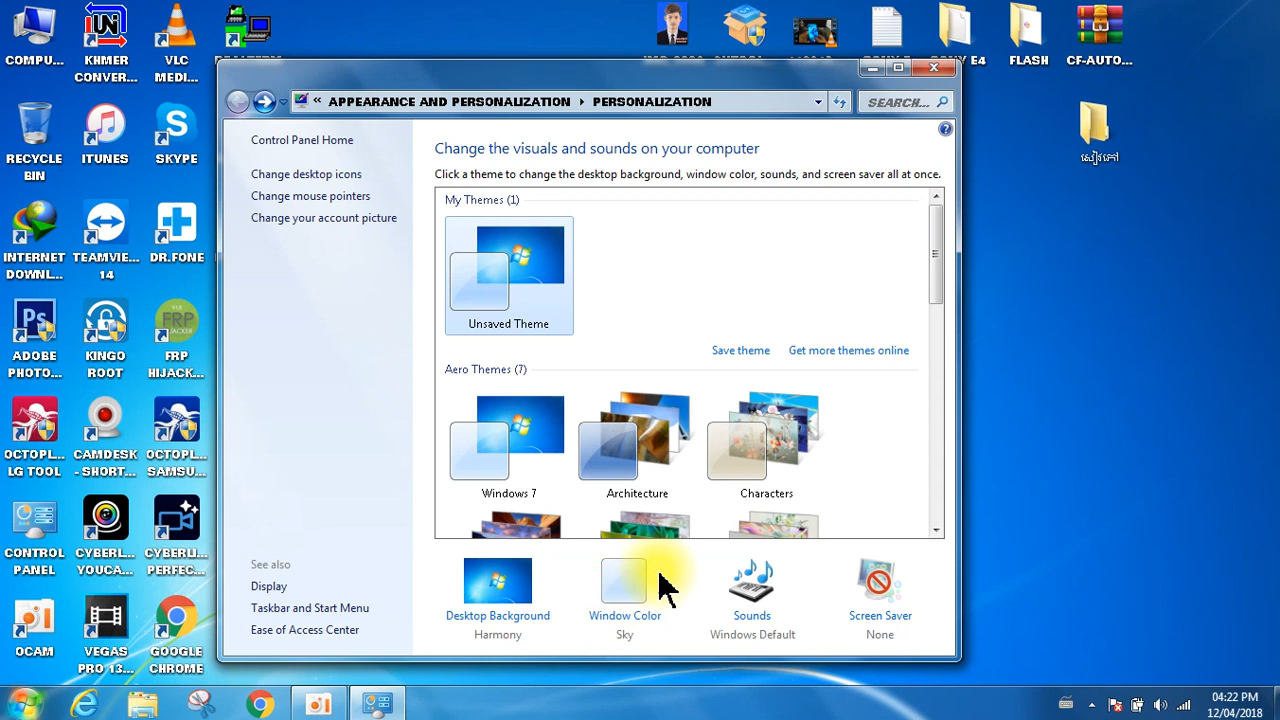 COMPU...
KHMER
CONVER...
VLC
MEDI...
E4
FLASH
CF-AUTO...
សៀវភៅ
RECYCLE
BIN
ITUNES
SKYPE
INTERNET
DOWNL...
TEAMVIE...
14
DR.FONE
ADOBE
PHOTO...
KINGO
ROOT
FRP
HIJACK...
OCTOPL...
LG TOOL
CAMDESK
- SHORT...
OCTOPL...
SAMSU...
CONTROL
PANEL
CYBERL...
YOUCA...
CYBERLI...
PERFEC...
OCAM
VEGAS
PRO 13...
GOOGLE
CHROME
« APPEARANCE AND PERSONALIZATION ▸ PERSONALIZATION
SEARCH...
Control Panel Home
Change desktop icons
Change mouse pointers
Change your account picture
See also
Display
Taskbar and Start Menu
Ease of Access Center
Change the visuals and sounds on your computer
Click a theme to change the desktop background, window color, sounds, and screen saver all at once.
My Themes (1)
Unsaved Theme
Save theme
Get more themes online
Aero Themes (7)
Windows 7
Architecture
Characters
Desktop Background
Harmony
Window Color
Sky
Sounds
Windows Default
Screen Saver
None
04:22 PM
12/04/2018